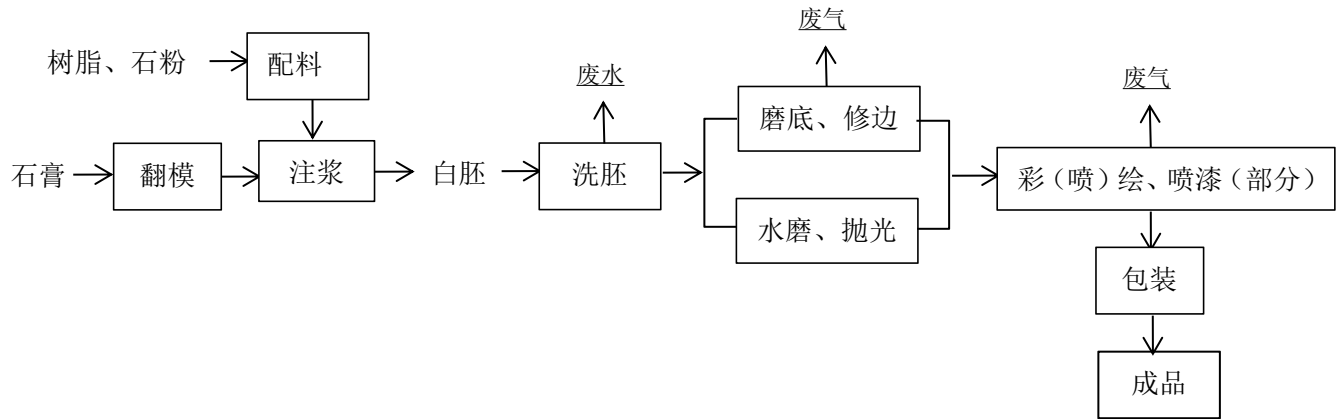 树脂、石粉
配料
石膏
翻模
注浆
白胚
废水
洗胚
废气
磨底、修边
水磨、抛光
废气
彩（喷）绘、喷漆（部分）
包装
成品